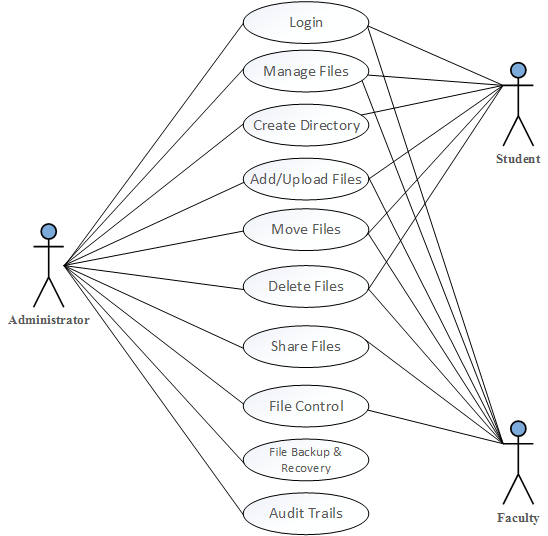 Login
Manage Files
Create Directory
Student
Add/Upload Files
Move Files
Delete Files
Administrator
Share Files
File Control
File Backup &
Recovery
Audit Trails
Faculty